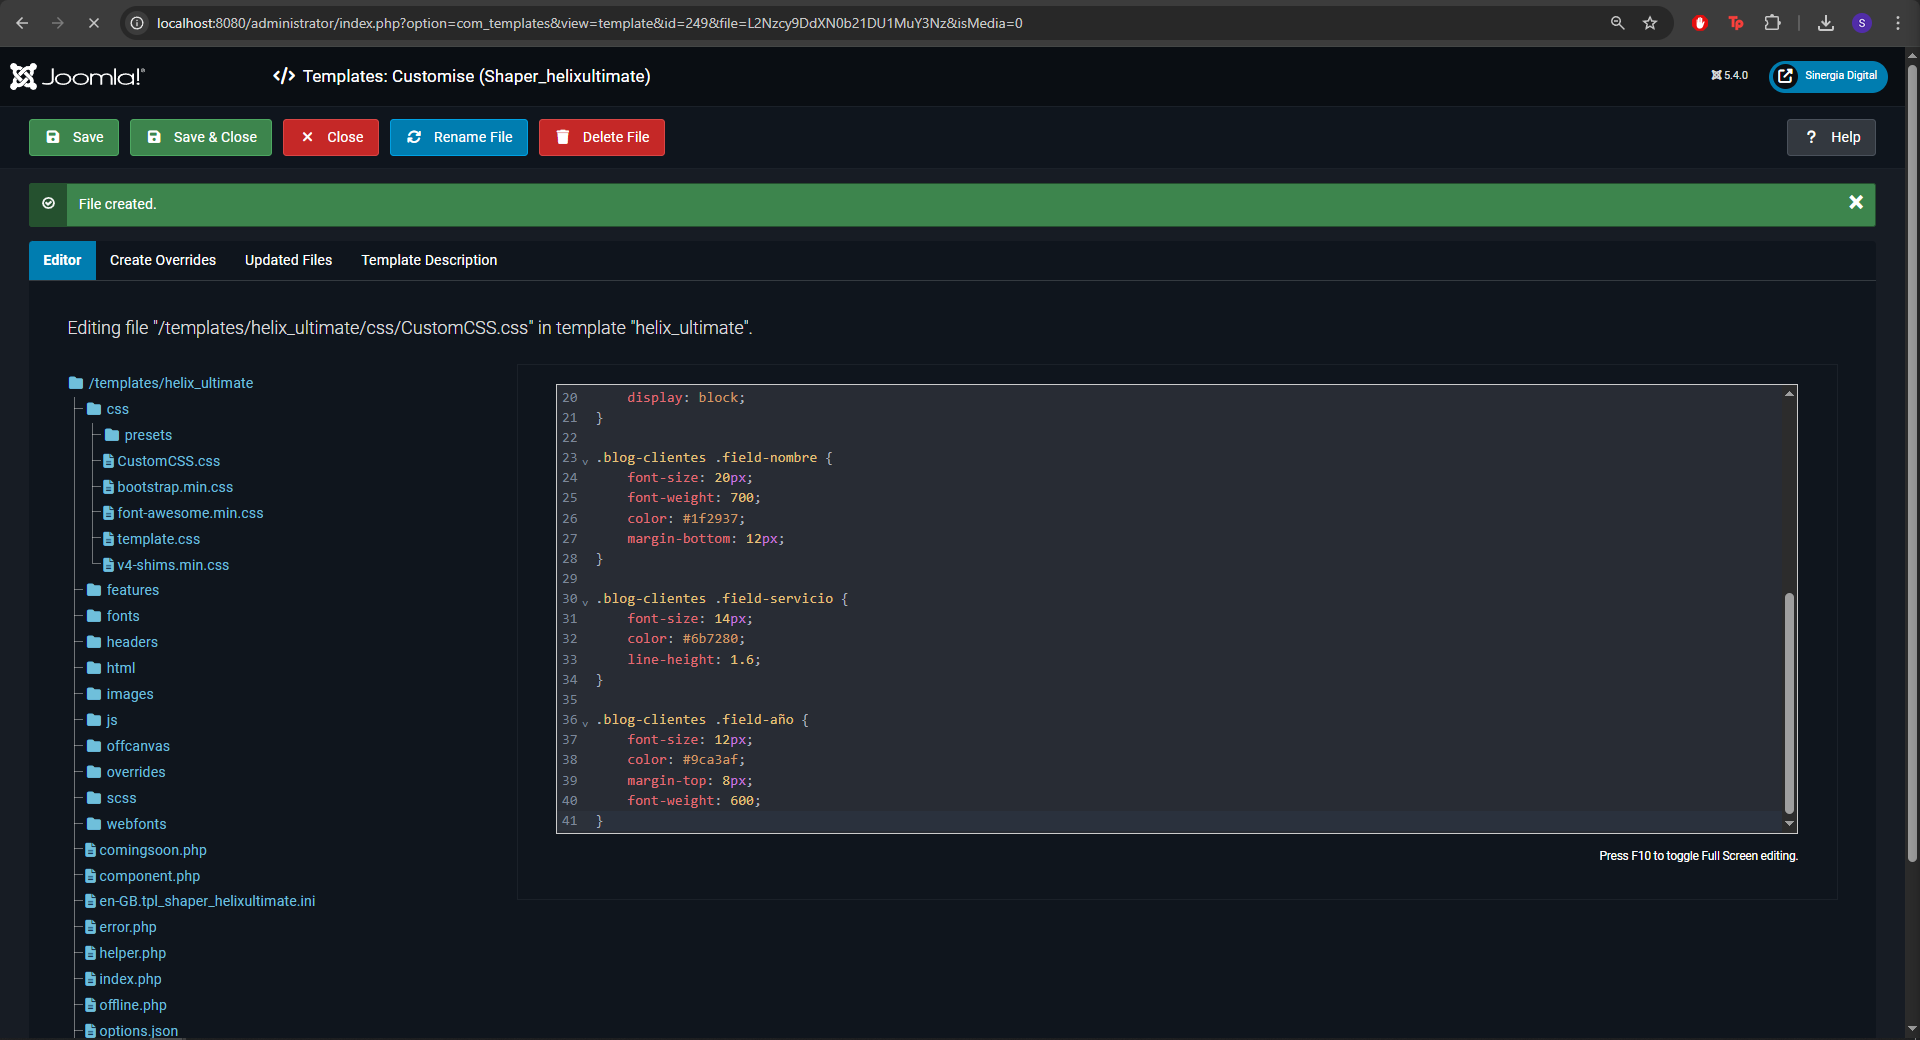 localhost:8080/administrator/index.php?option=com_templates&view=template&id=249&file=L2Nzcy9DdXN0b21DU1MuY3Nz&isMedia=0
Tp
S
Joomla!
</> Templates: Customise (Shaper_helixultimate)
5.4.0
Sinergia Digital
Save
Save & Close
Close
Rename File
Delete File
? Help
File created.
Editor
Create Overrides
Updated Files
Template Description
Editing file "/templates/helix_ultimate/css/CustomCSS.css" in template "helix_ultimate".
/templates/helix_ultimate
css
presets
CustomCSS.css
bootstrap.min.css
font-awesome.min.css
template.css
v4-shims.min.css
features
fonts
headers
html
images
js
offcanvas
overrides
scss
webfonts
comingsoon.php
component.php
en-GB.tpl_shaper_helixultimate.ini
error.php
helper.php
index.php
offline.php
options.json
20 display: block;
21 }
22
23 .blog-clientes .field-nombre {
24 font-size: 20px;
25 font-weight: 700;
26 color: #1f2937;
27 margin-bottom: 12px;
28 }
29
30 .blog-clientes .field-servicio {
31 font-size: 14px;
32 color: #6b7280;
33 line-height: 1.6;
34 }
35
36 .blog-clientes .field-año {
37 font-size: 12px;
38 color: #9ca3af;
39 margin-top: 8px;
40 font-weight: 600;
41 }
Press F10 to toggle Full Screen editing.